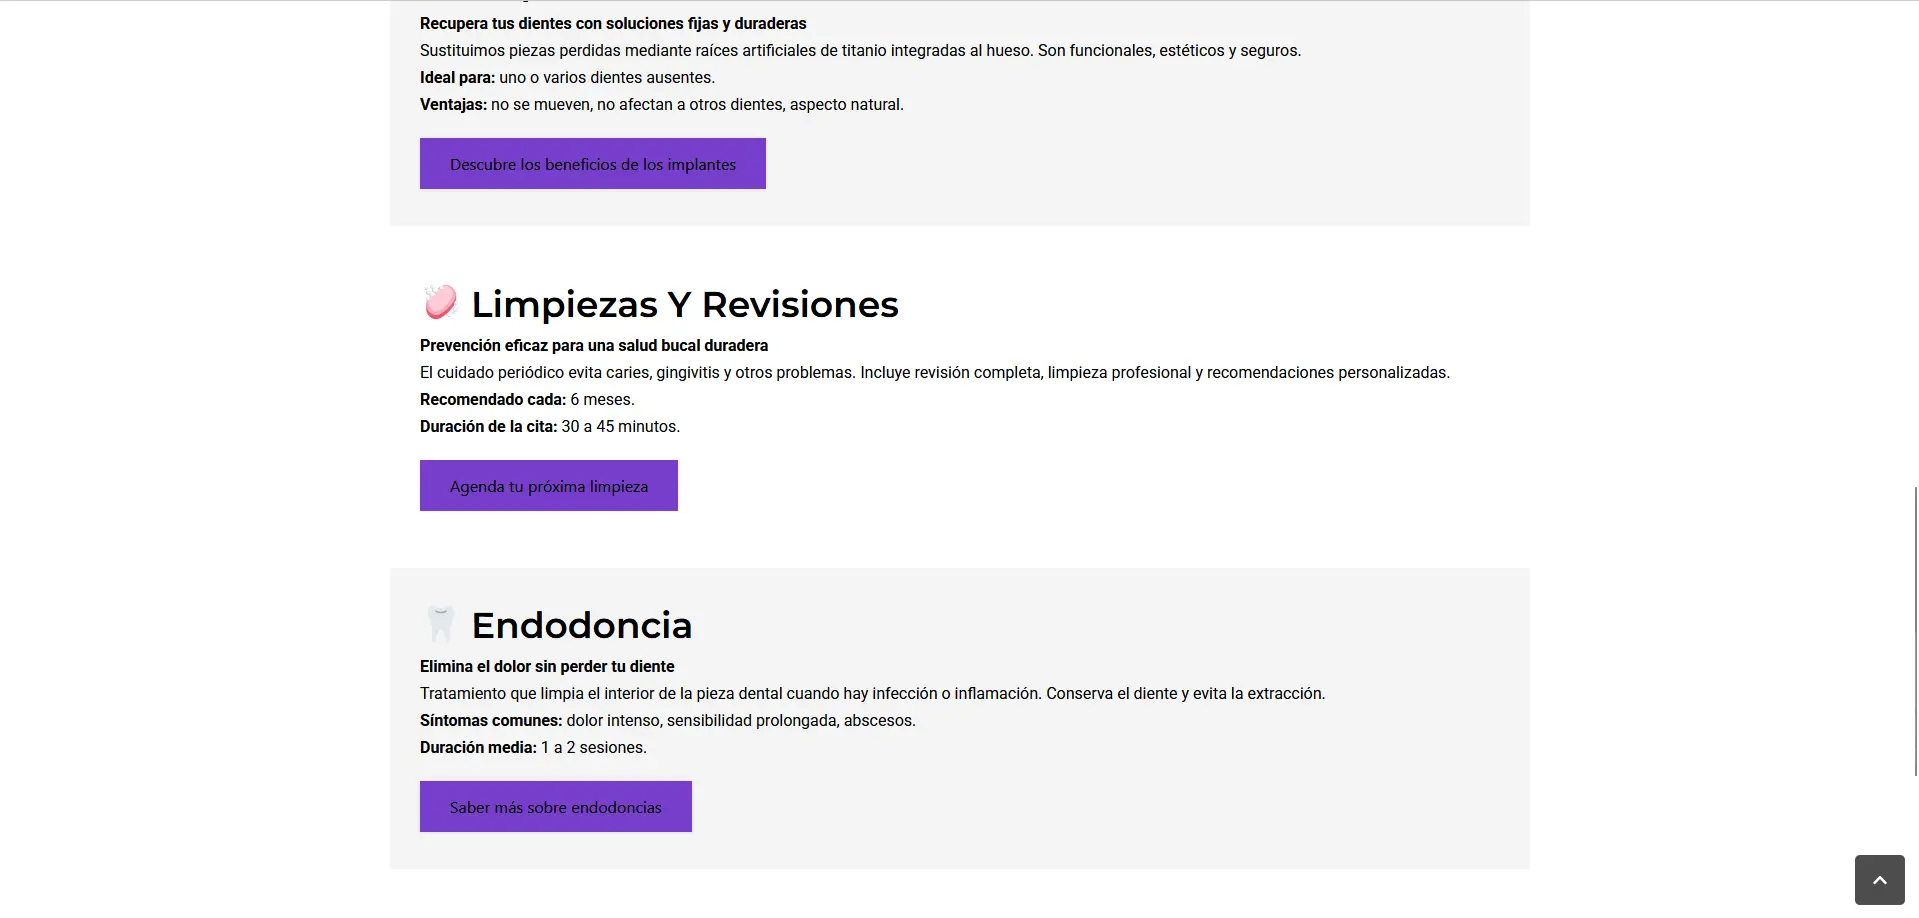 Recupera tus dientes con soluciones fijas y duraderas
Sustituimos piezas perdidas mediante raíces artificiales de titanio integradas al hueso. Son funcionales, estéticos y seguros.
Ideal para: uno o varios dientes ausentes.
Ventajas: no se mueven, no afectan a otros dientes, aspecto natural.
Descubre los beneficios de los implantes
Limpiezas Y Revisiones
Prevención eficaz para una salud bucal duradera
El cuidado periódico evita caries, gingivitis y otros problemas. Incluye revisión completa, limpieza profesional y recomendaciones personalizadas.
Recomendado cada: 6 meses.
Duración de la cita: 30 a 45 minutos.
Agenda tu próxima limpieza
Endodoncia
Elimina el dolor sin perder tu diente
Tratamiento que limpia el interior de la pieza dental cuando hay infección o inflamación. Conserva el diente y evita la extracción.
Síntomas comunes: dolor intenso, sensibilidad prolongada, abscesos.
Duración media: 1 a 2 sesiones.
Saber más sobre endodoncias